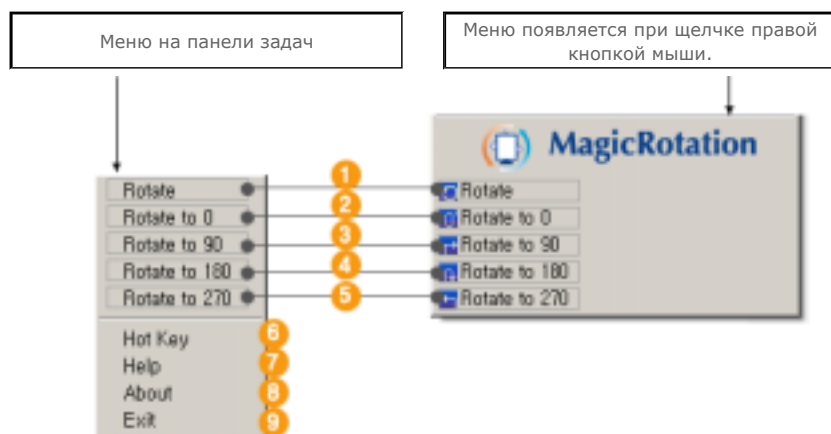 Меню на панели задач
Меню появляется при щелчке правой
кнопкой мыши.
MagicRotation
Rotate
1
Rotate
Rotate to 0
2
Rotate to 0
Rotate to 90
3
Rotate to 90
Rotate to 180
4
Rotate to 180
Rotate to 270
5
Rotate to 270
Hot Key
6
Help
7
About
8
Exit
9